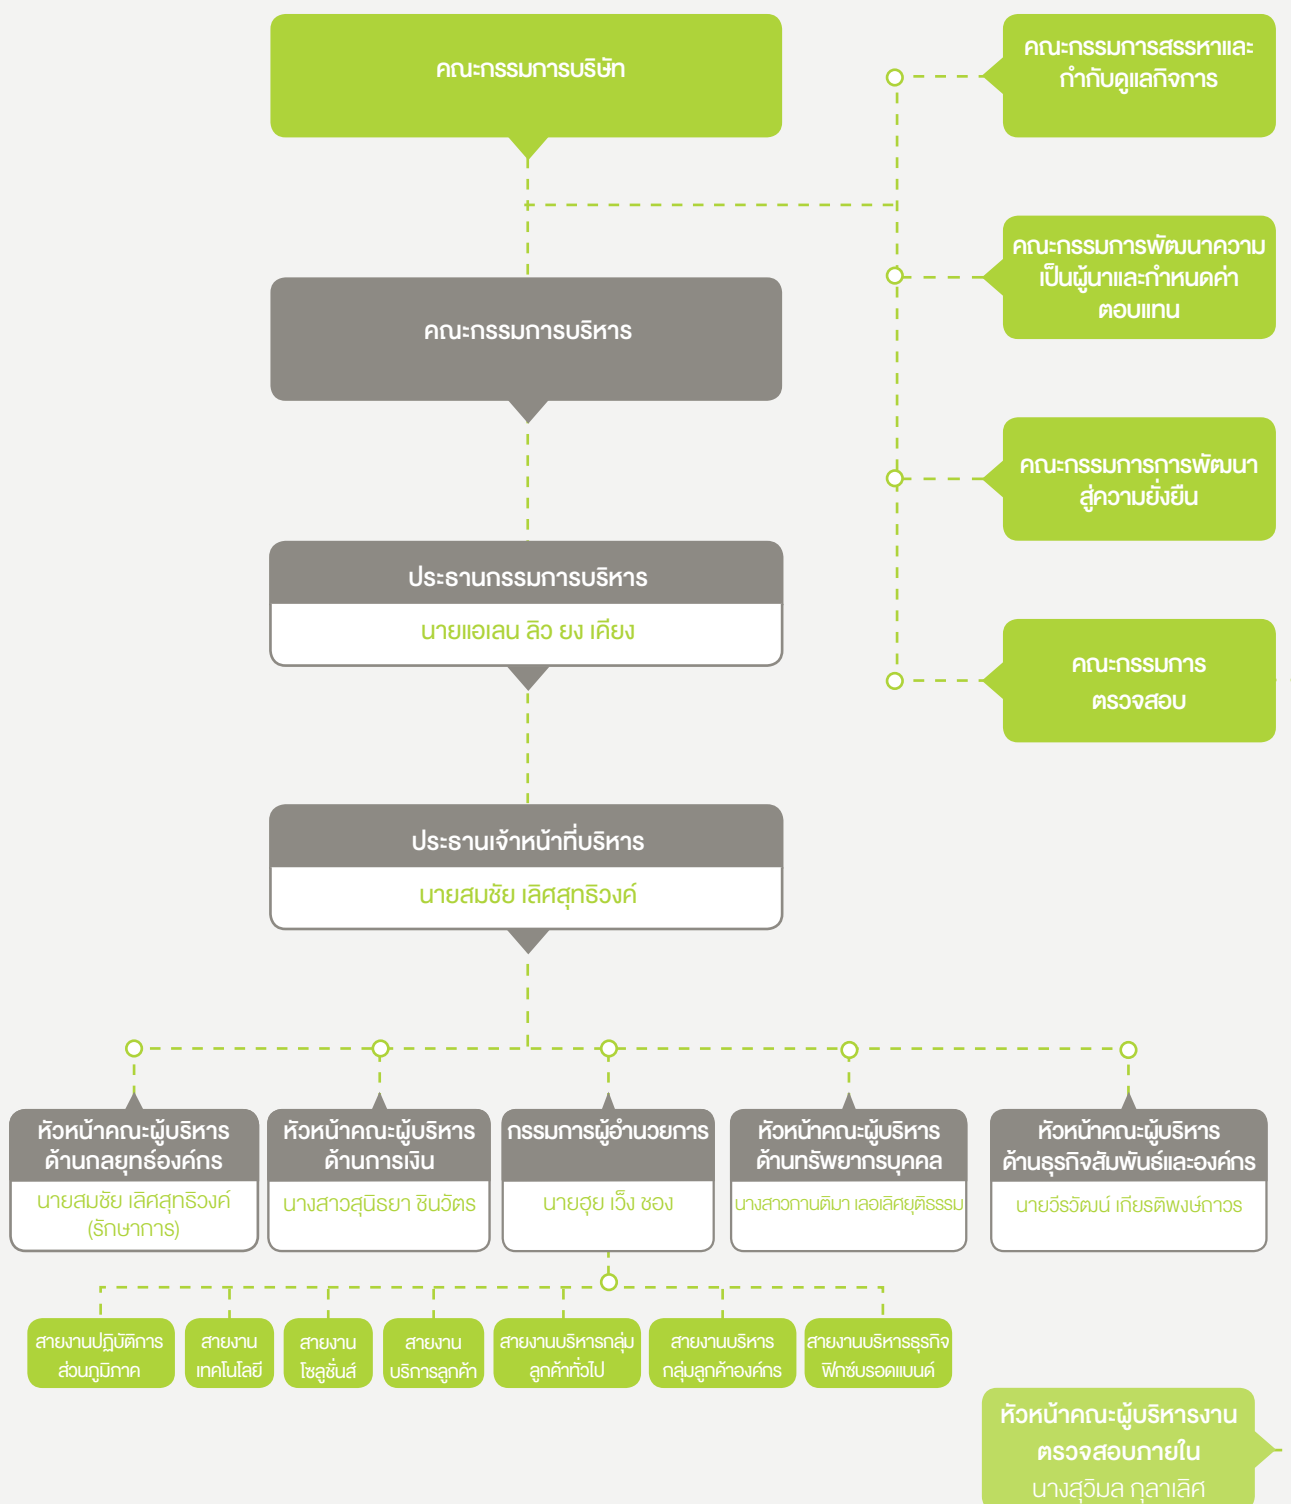 คณะกรรมการบริษัท
คณะกรรมการสรรหาและ
กำกับดูแลกิจการ
คณะกรรมการพัฒนาความ
เป็นผู้นำและกำหนดค่า
ตอบแทน
คณะกรรมการบริหาร
คณะกรรมการการพัฒนา
สู่ความยั่งยืน
ประธานกรรมการบริหาร
นายแอเลน ลิว ยง เคียง
คณะกรรมการ
ตรวจสอบ
ประธานเจ้าหน้าที่บริหาร
นายสมชัย เลิศสุทธิวงค์
หัวหน้าคณะผู้บริหาร
ด้านกลยุทธ์องค์กร
นายสมชัย เลิศสุทธิวงค์
(รักษาการ)
หัวหน้าคณะผู้บริหาร
ด้านการเงิน
นางสาวสุนิธยา ชินวัตร
กรรมการผู้อำนวยการ
นายฮุย เว็ง ชอง
หัวหน้าคณะผู้บริหาร
ด้านทรัพยากรบุคคล
นางสาวกานติมา เลอเลิศยุติธรรม
หัวหน้าคณะผู้บริหาร
ด้านธุรกิจสัมพันธ์และองค์กร
นายวีรวัฒน์ เกียรติพงษ์ถาวร
สายงานปฏิบัติการ
ส่วนภูมิภาค
สายงาน
เทคโนโลยี
สายงาน
โซลูชั่นส์
สายงาน
บริการลูกค้า
สายงานบริหารกลุ่ม
ลูกค้าทั่วไป
สายงานบริหาร
กลุ่มลูกค้าองค์กร
สายงานบริหารธุรกิจ
ฟิกซ์บรอดแบนด์
หัวหน้าคณะผู้บริหารงาน
ตรวจสอบภายใน
นางสุวิมล กุลาเลิศ